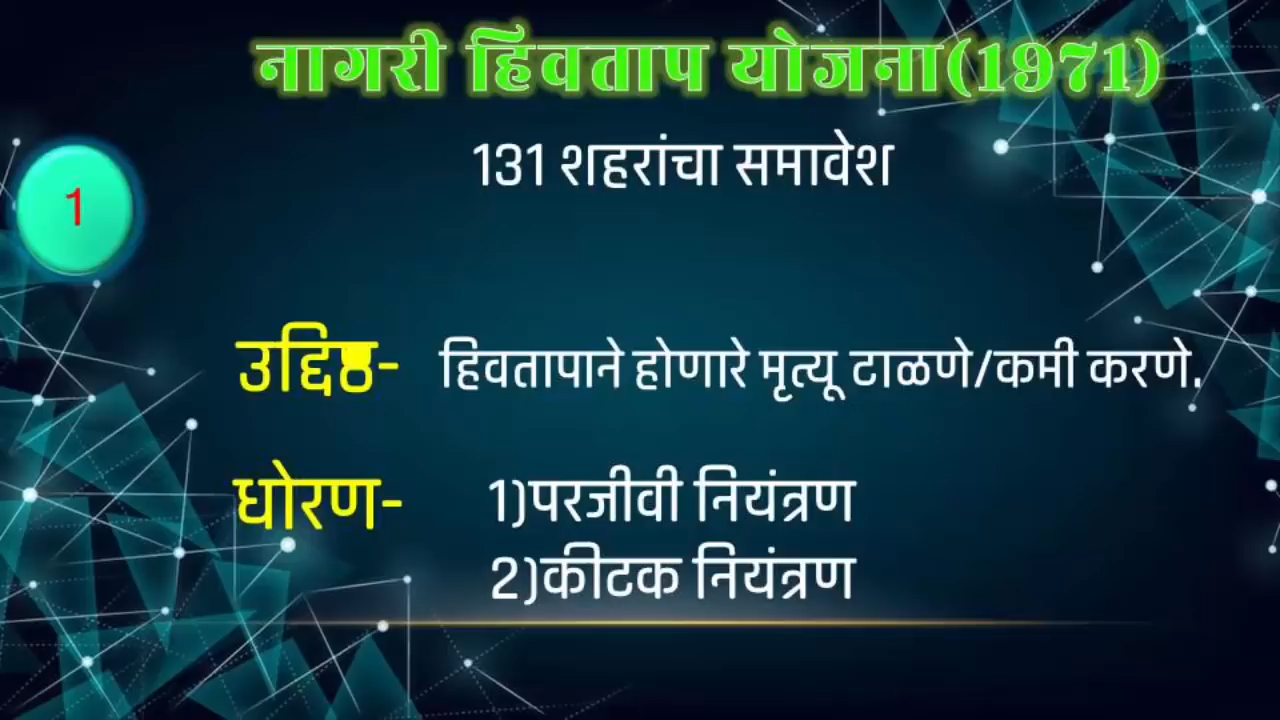 नागरी हिवताप योजना(1971)
131 शहरांचा समावेश
1
उद्दिष्ठ- हिवतापाने होणारे मृत्यू टाळणे/कमी करणे.
धोरण- 1)परजीवी नियंत्रण
2)कीटक नियंत्रण